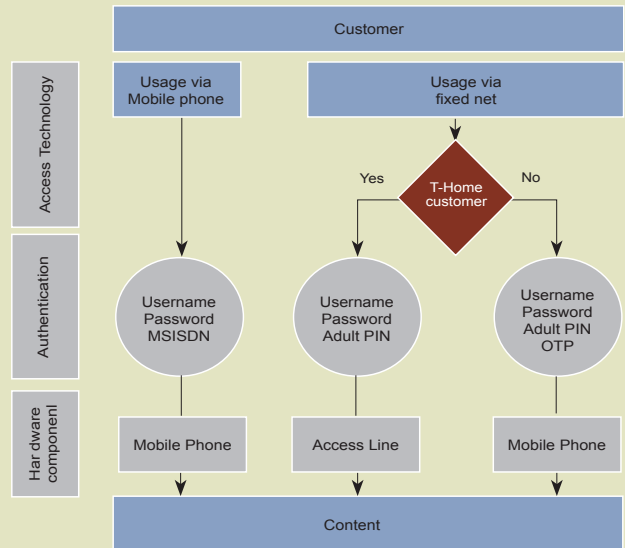 Customer
Access Technology
Usage via
Mobile phone
Usage via
fixed net
Yes
T-Home
customer
No
Authentication
Username
Password
MSISDN
Username
Password
Adult PIN
Username
Password
Adult PIN
OTP
Har dware
componenl
Mobile Phone
Access Line
Mobile Phone
Content